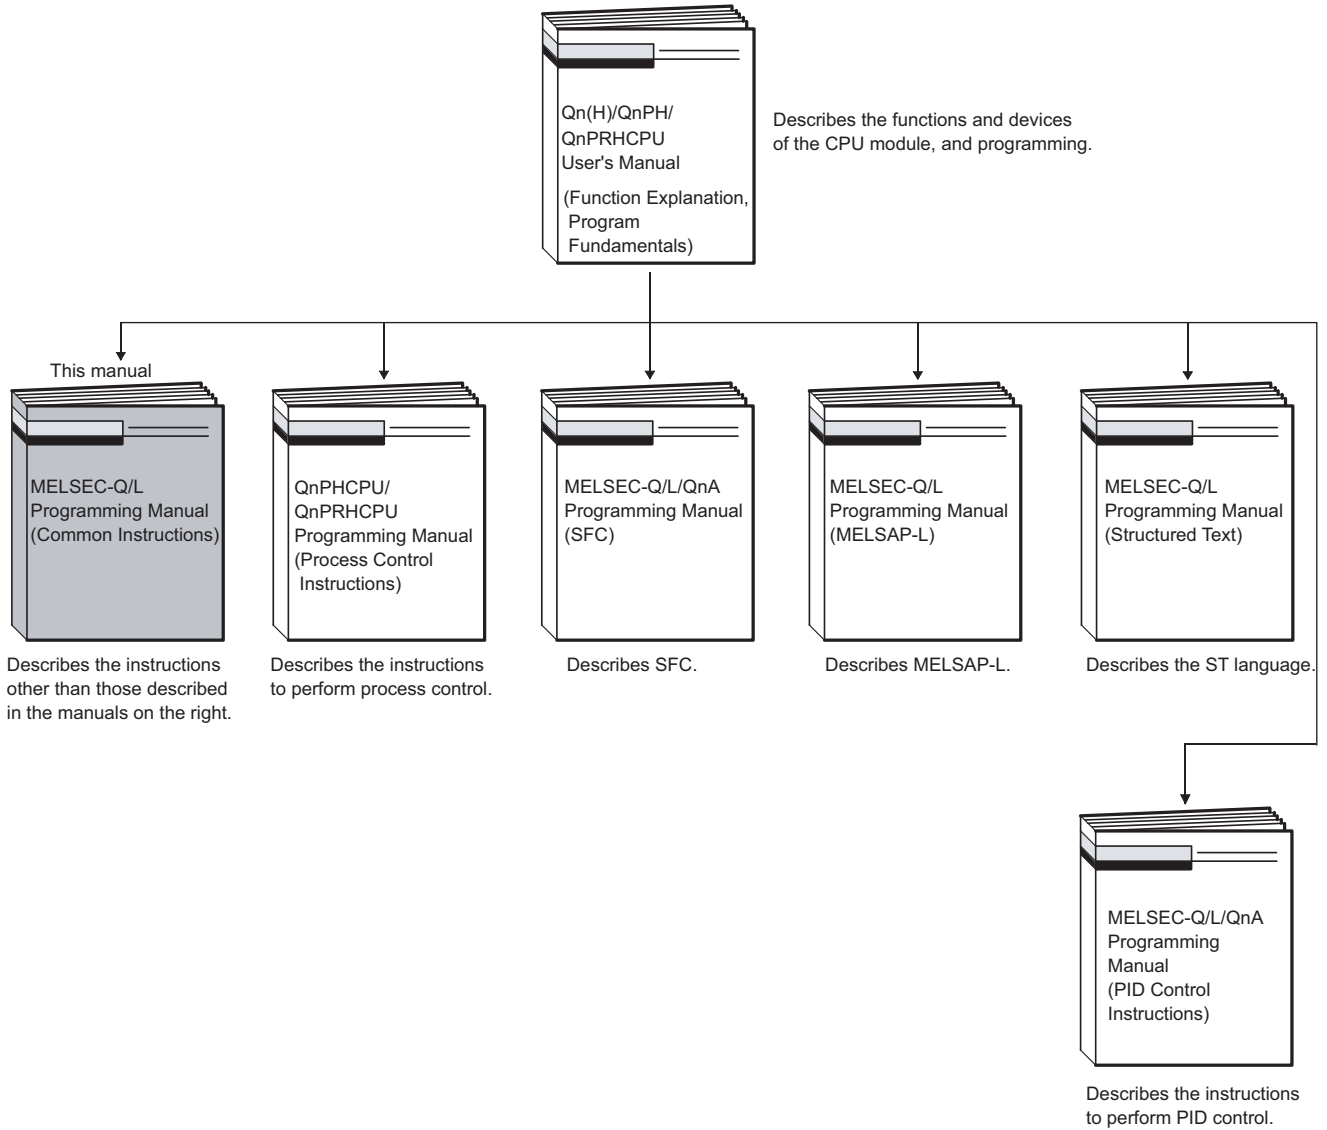 Qn(H)/QnPH/
QnPRHCPU
User's Manual
(Function Explanation,
Program
Fundamentals)
Describes the functions and devices
of the CPU module, and programming.
This manual
MELSEC-Q/L
Programming Manual
(Common Instructions)
Describes the instructions
other than those described
in the manuals on the right.
QnPHCPU/
QnPRHCPU
Programming Manual
(Process Control
Instructions)
Describes the instructions
to perform process control.
MELSEC-Q/L/QnA
Programming Manual
(SFC)
Describes SFC.
MELSEC-Q/L
Programming Manual
(MELSAP-L)
Describes MELSAP-L.
MELSEC-Q/L
Programming Manual
(Structured Text)
Describes the ST language.
MELSEC-Q/L/QnA
Programming
Manual
(PID Control
Instructions)
Describes the instructions
to perform PID control.